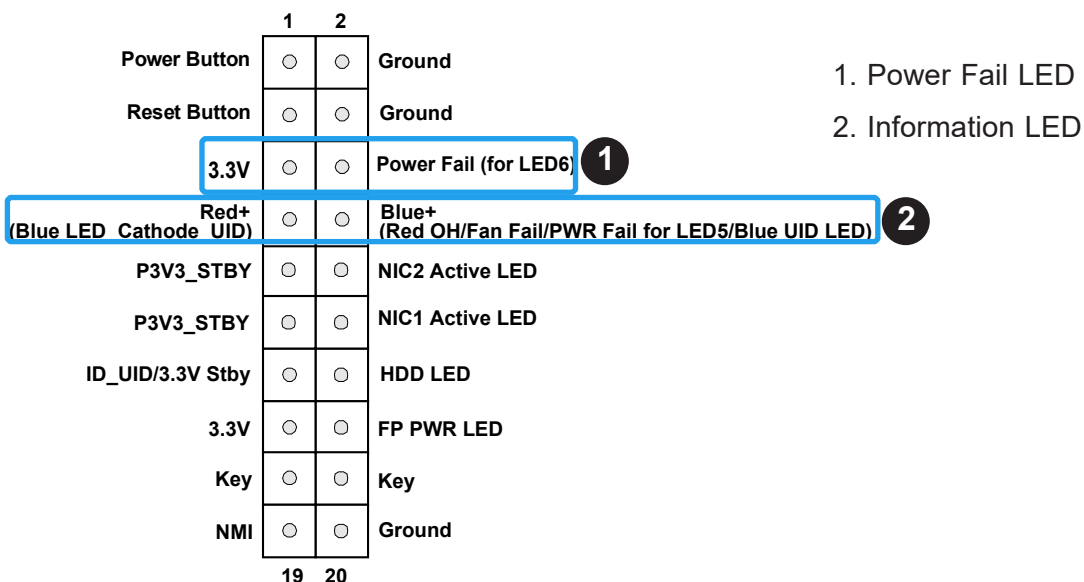 1 2
Power Button Ground
Reset Button Ground
3.3V Power Fail (for LED6) 1
Red+ Blue+
(Blue LED_Cathode_UID) (Red OH/Fan Fail/PWR Fail for LED5/Blue UID LED) 2
P3V3_STBY NIC2 Active LED
P3V3_STBY NIC1 Active LED
ID_UID/3.3V Stby HDD LED
3.3V FP PWR LED
Key Key
NMI Ground
19 20
1. Power Fail LED
2. Information LED